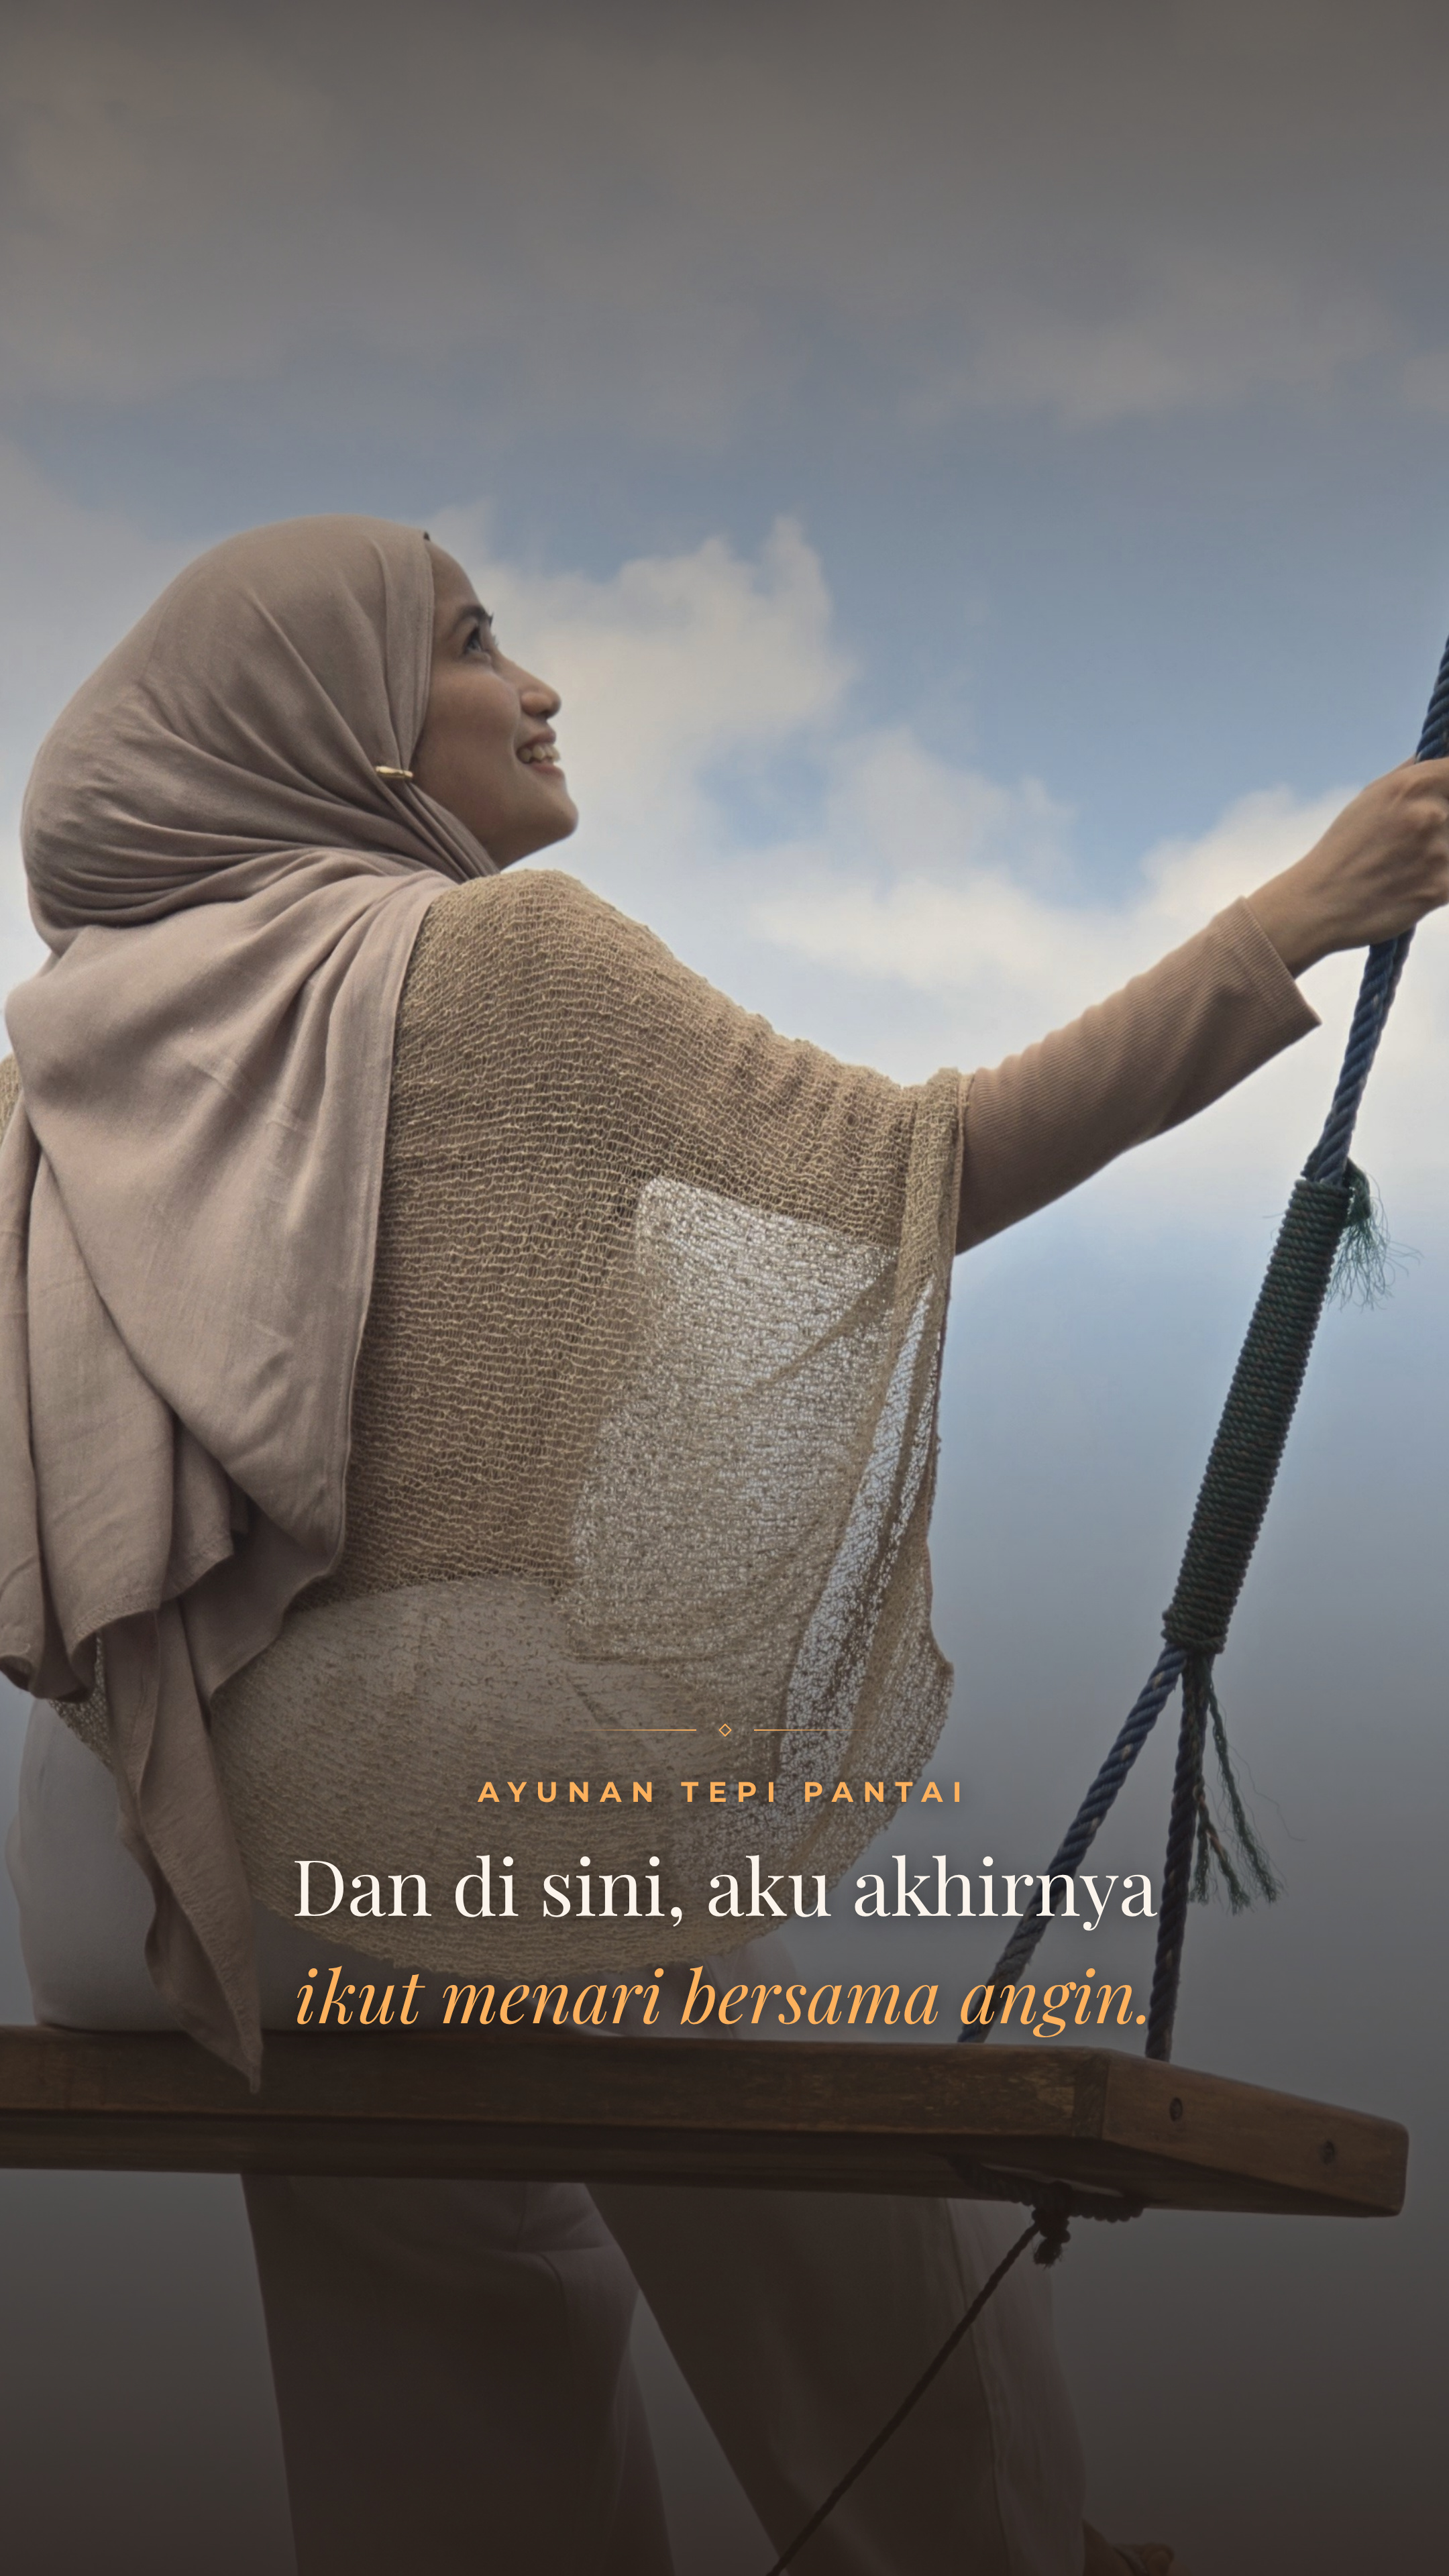 AYUNAN TEPI PANTAI
Dan di sini, aku akhirnya
ikut menari bersama angin.